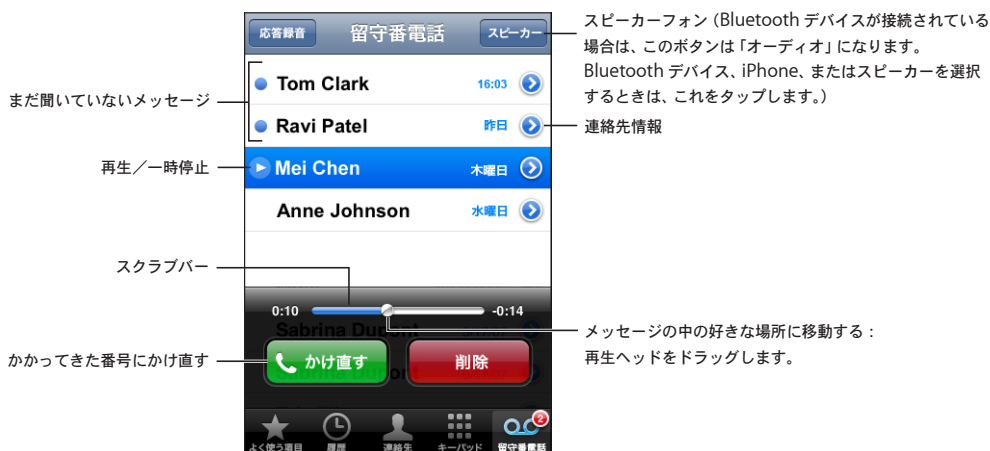 応答録音
留守番電話
スピーカー
スピーカーフォン（Bluetooth デバイスが接続されている
場合は、このボタンは「オーディオ」になります。
Bluetooth デバイス、iPhone、またはスピーカーを選択
するときは、これをタップします。）
まだ聞いていないメッセージ
Tom Clark 16:03
Ravi Patel 昨日
連絡先情報
再生／一時停止
Mei Chen 木曜日
Anne Johnson 水曜日
スクラブバー
0:10
-0:14
Sabrina Dupont
メッセージの中の好きな場所に移動する：
再生ヘッドをドラッグします。
かかってきた番号にかけ直す
かけ直す
削除
2
よく使う項目
履歴
連絡先
キーパッド
留守番電話